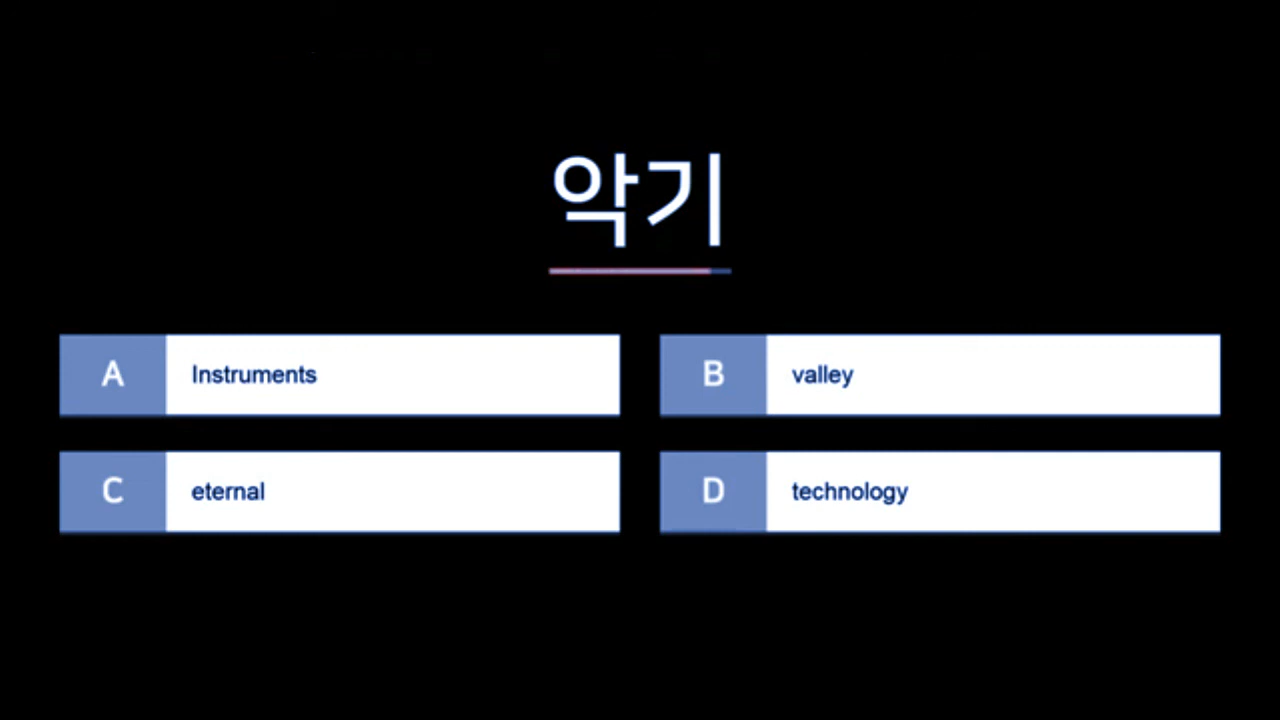 악기
A Instruments
B valley
C eternal
D technology